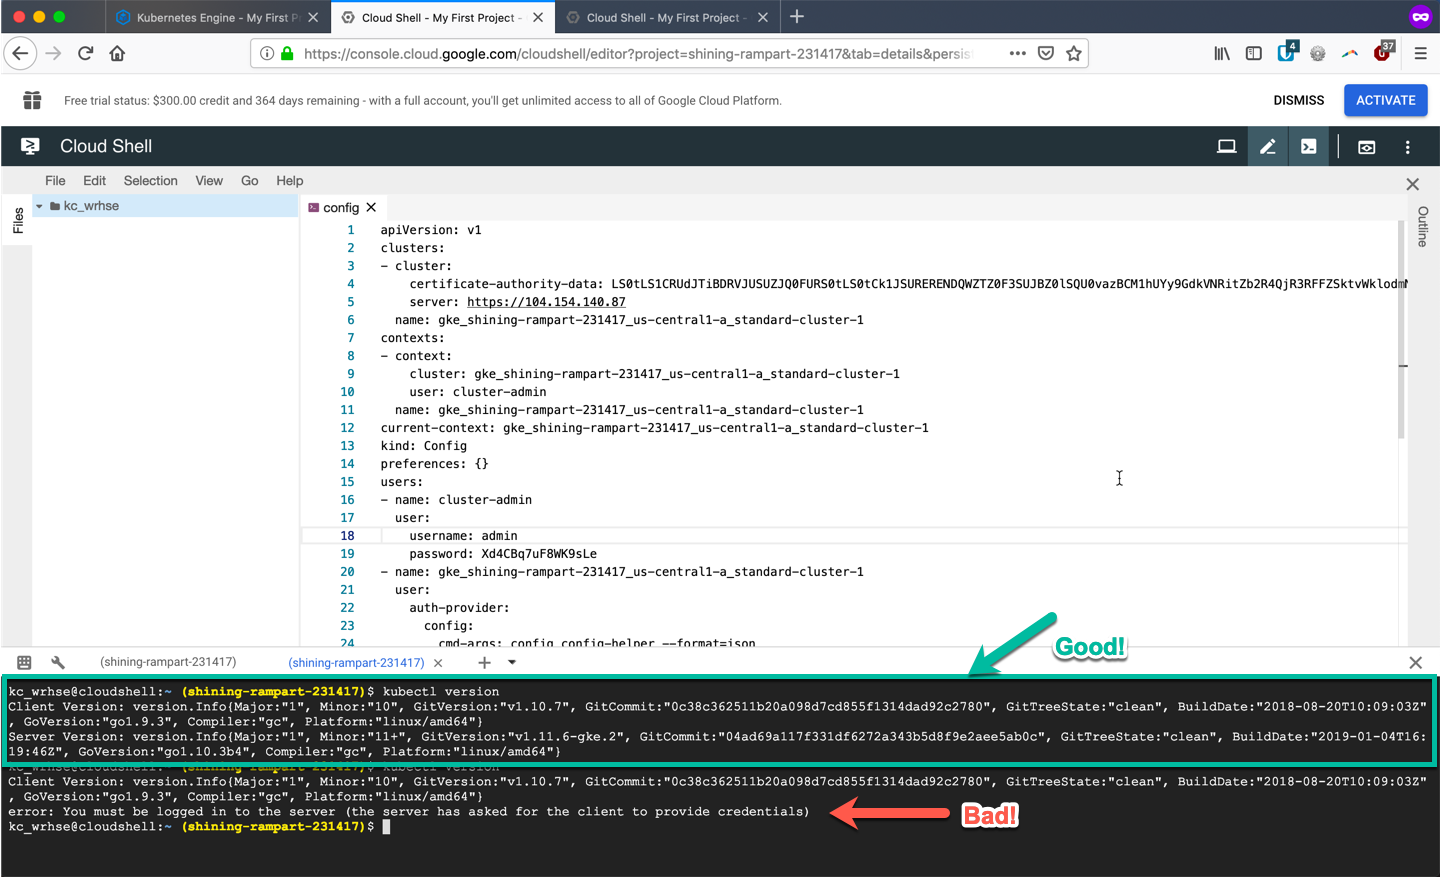 Kubernetes Engine - My First P
Cloud Shell - My First Project -
Cloud Shell - My First Project -
https://console.cloud.google.com/cloudshell/editor?project=shining-rampart-231417&tab=details&persis
4
37
Free trial status: $300.00 credit and 364 days remaining - with a full account, you'll get unlimited access to all of Google Cloud Platform.
DISMISS
ACTIVATE
Cloud Shell
File Edit Selection View Go Help
Files
kc_wrhse
config
Outline
1 apiVersion: v1
2 clusters:
3 - cluster:
4 certificate-authority-data: LS0tLS1CRUdJTiBDRVJUSUZJQ0FURS0tLS0tCk1JSURERENDQWZTZ0F3SUJBZ0lSQU0vazBCM1hUYy9GdkVNRitZb2R4QjR3RFFZSktvWklodm
5 server: https://104.154.140.87
6 name: gke_shining-rampart-231417_us-central1-a_standard-cluster-1
7 contexts:
8 - context:
9 cluster: gke_shining-rampart-231417_us-central1-a_standard-cluster-1
10 user: cluster-admin
11 name: gke_shining-rampart-231417_us-central1-a_standard-cluster-1
12 current-context: gke_shining-rampart-231417_us-central1-a_standard-cluster-1
13 kind: Config
14 preferences: {}
15 users:
16 - name: cluster-admin
17 user:
18 username: admin
19 password: Xd4CBq7uF8WK9sLe
20 - name: gke_shining-rampart-231417_us-central1-a_standard-cluster-1
21 user:
22 auth-provider:
23 config:
24 cmd-args: config config-helper --format=json
Good!
(shining-rampart-231417)
(shining-rampart-231417)
kc_wrhse@cloudshell:~ (shining-rampart-231417)$ kubectl version
Client Version: version.Info{Major:"1", Minor:"10", GitVersion:"v1.10.7", GitCommit:"0c38c362511b20a098d7cd855f1314dad92c2780", GitTreeState:"clean", BuildDate:"2018-08-20T10:09:03Z"
, GoVersion:"go1.9.3", Compiler:"gc", Platform:"linux/amd64"}
Server Version: version.Info{Major:"1", Minor:"11+", GitVersion:"v1.11.6-gke.2", GitCommit:"04ad69a117f331df6272a343b5d8f9e2aee5ab0c", GitTreeState:"clean", BuildDate:"2019-01-04T16:
19:46Z", GoVersion:"go1.10.3b4", Compiler:"gc", Platform:"linux/amd64"}
kc_wrhse@cloudshell:~ (shining-rampart-231417)$ kubectl version
Client Version: version.Info{Major:"1", Minor:"10", GitVersion:"v1.10.7", GitCommit:"0c38c362511b20a098d7cd855f1314dad92c2780", GitTreeState:"clean", BuildDate:"2018-08-20T10:09:03Z"
, GoVersion:"go1.9.3", Compiler:"gc", Platform:"linux/amd64"}
error: You must be logged in to the server (the server has asked for the client to provide credentials)
Bad!
kc_wrhse@cloudshell:~ (shining-rampart-231417)$